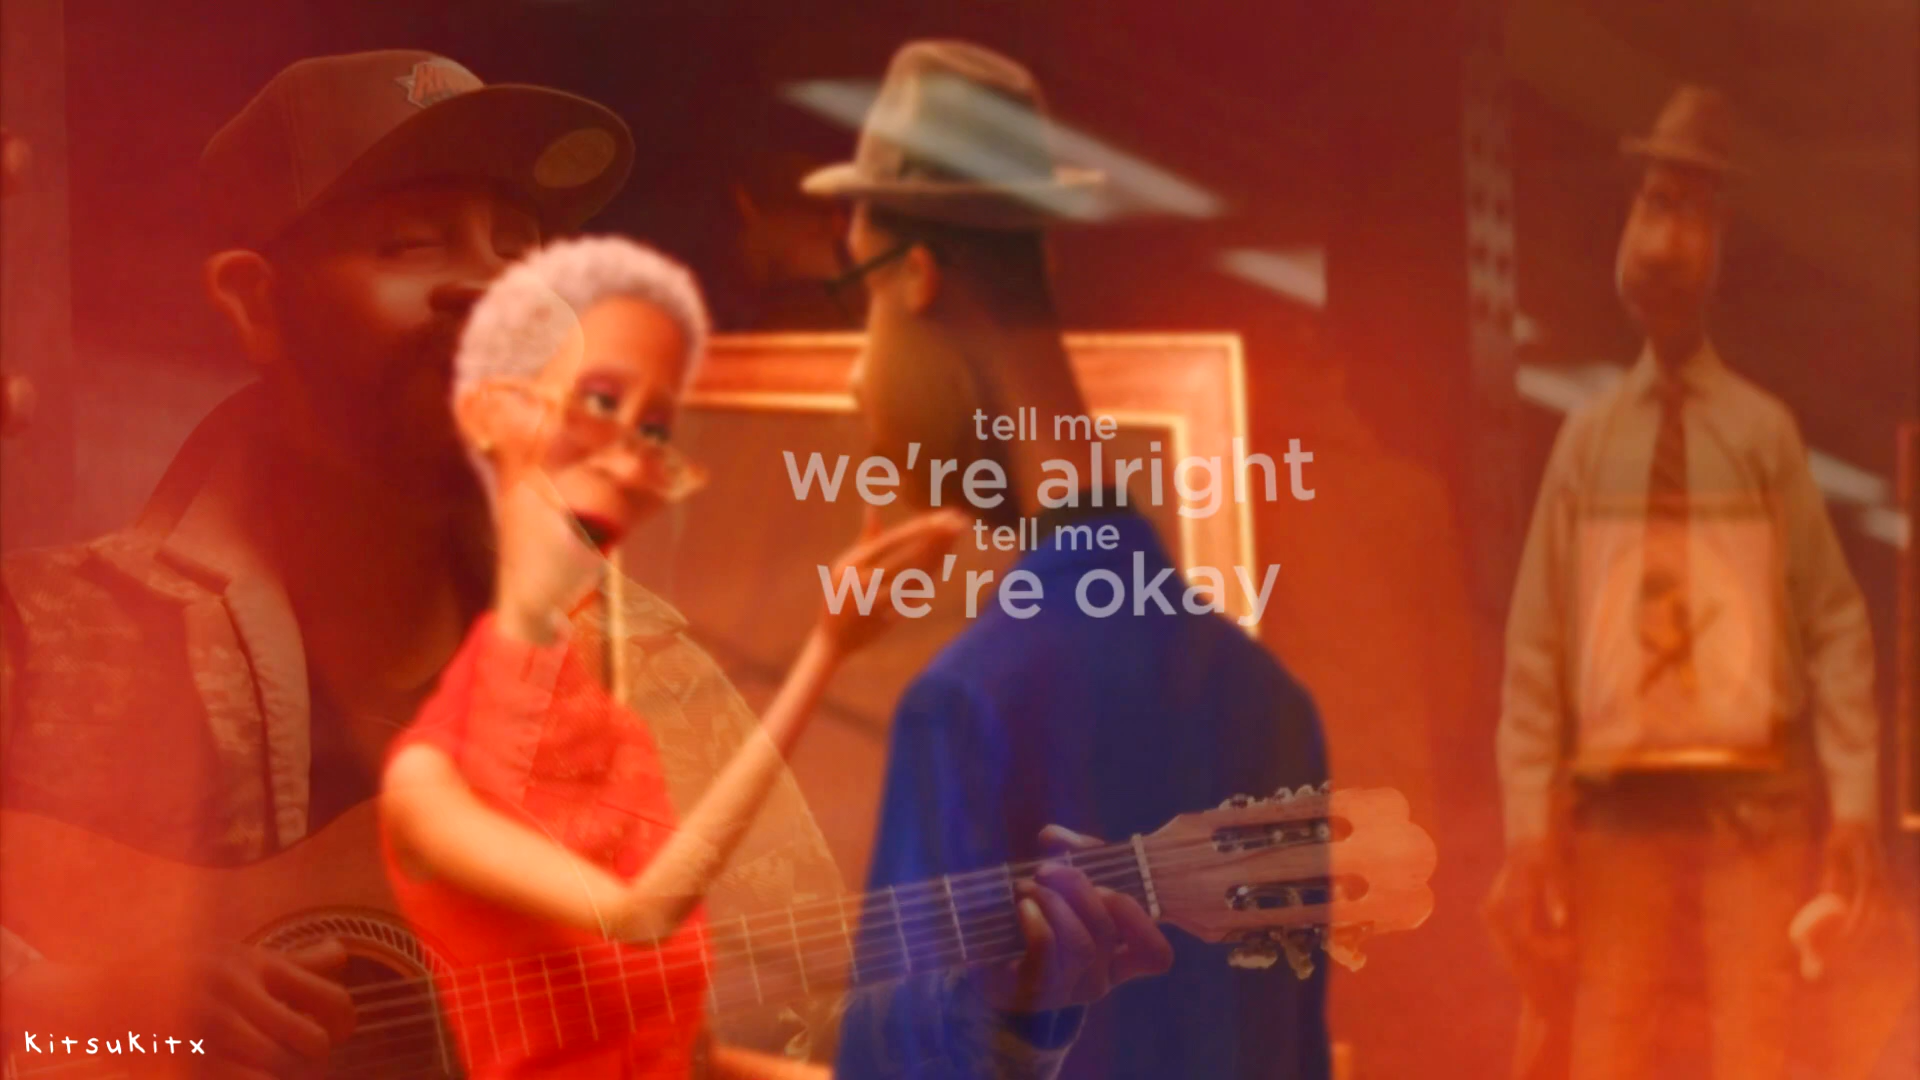 tell me
we're alright
tell me
we're okay
kitsukitx